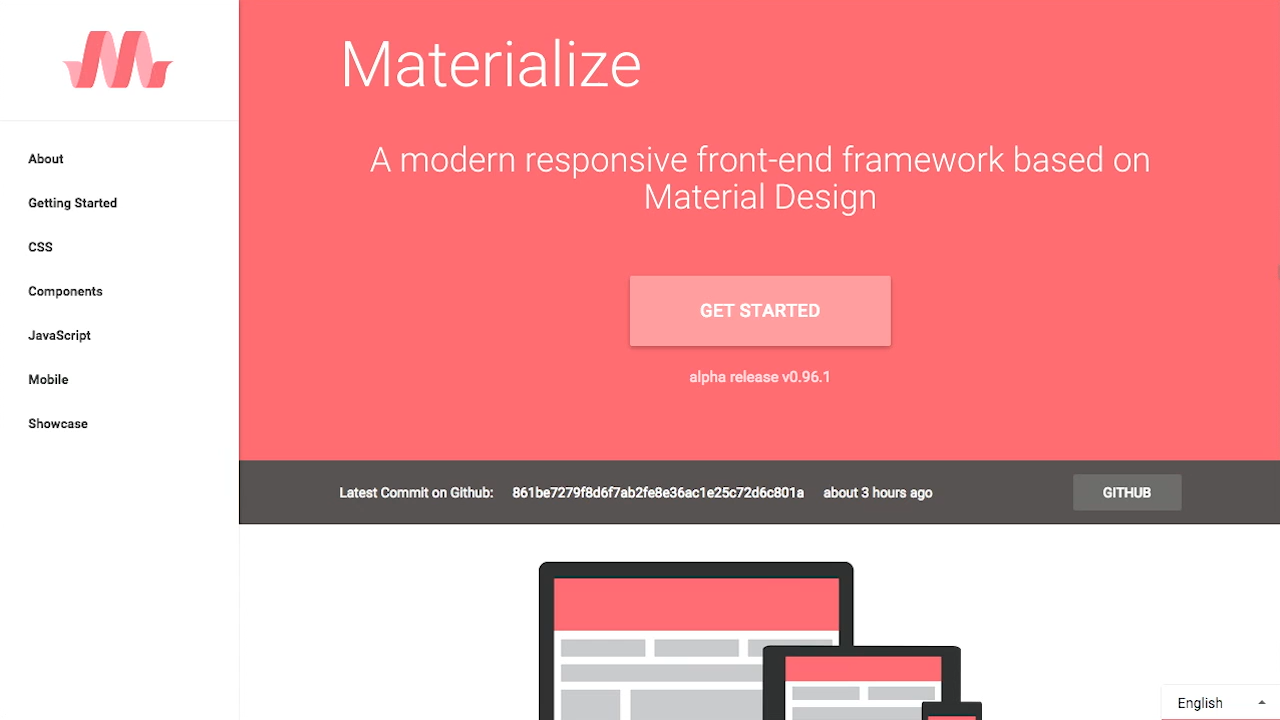 Materialize
A modern responsive front-end framework based on
Material Design
GET STARTED
alpha release v0.96.1
About
Getting Started
CSS
Components
JavaScript
Mobile
Showcase
Latest Commit on Github: 861be7279f8d6f7ab2fe8e36ac1e25c72d6c801a about 3 hours ago GITHUB
English